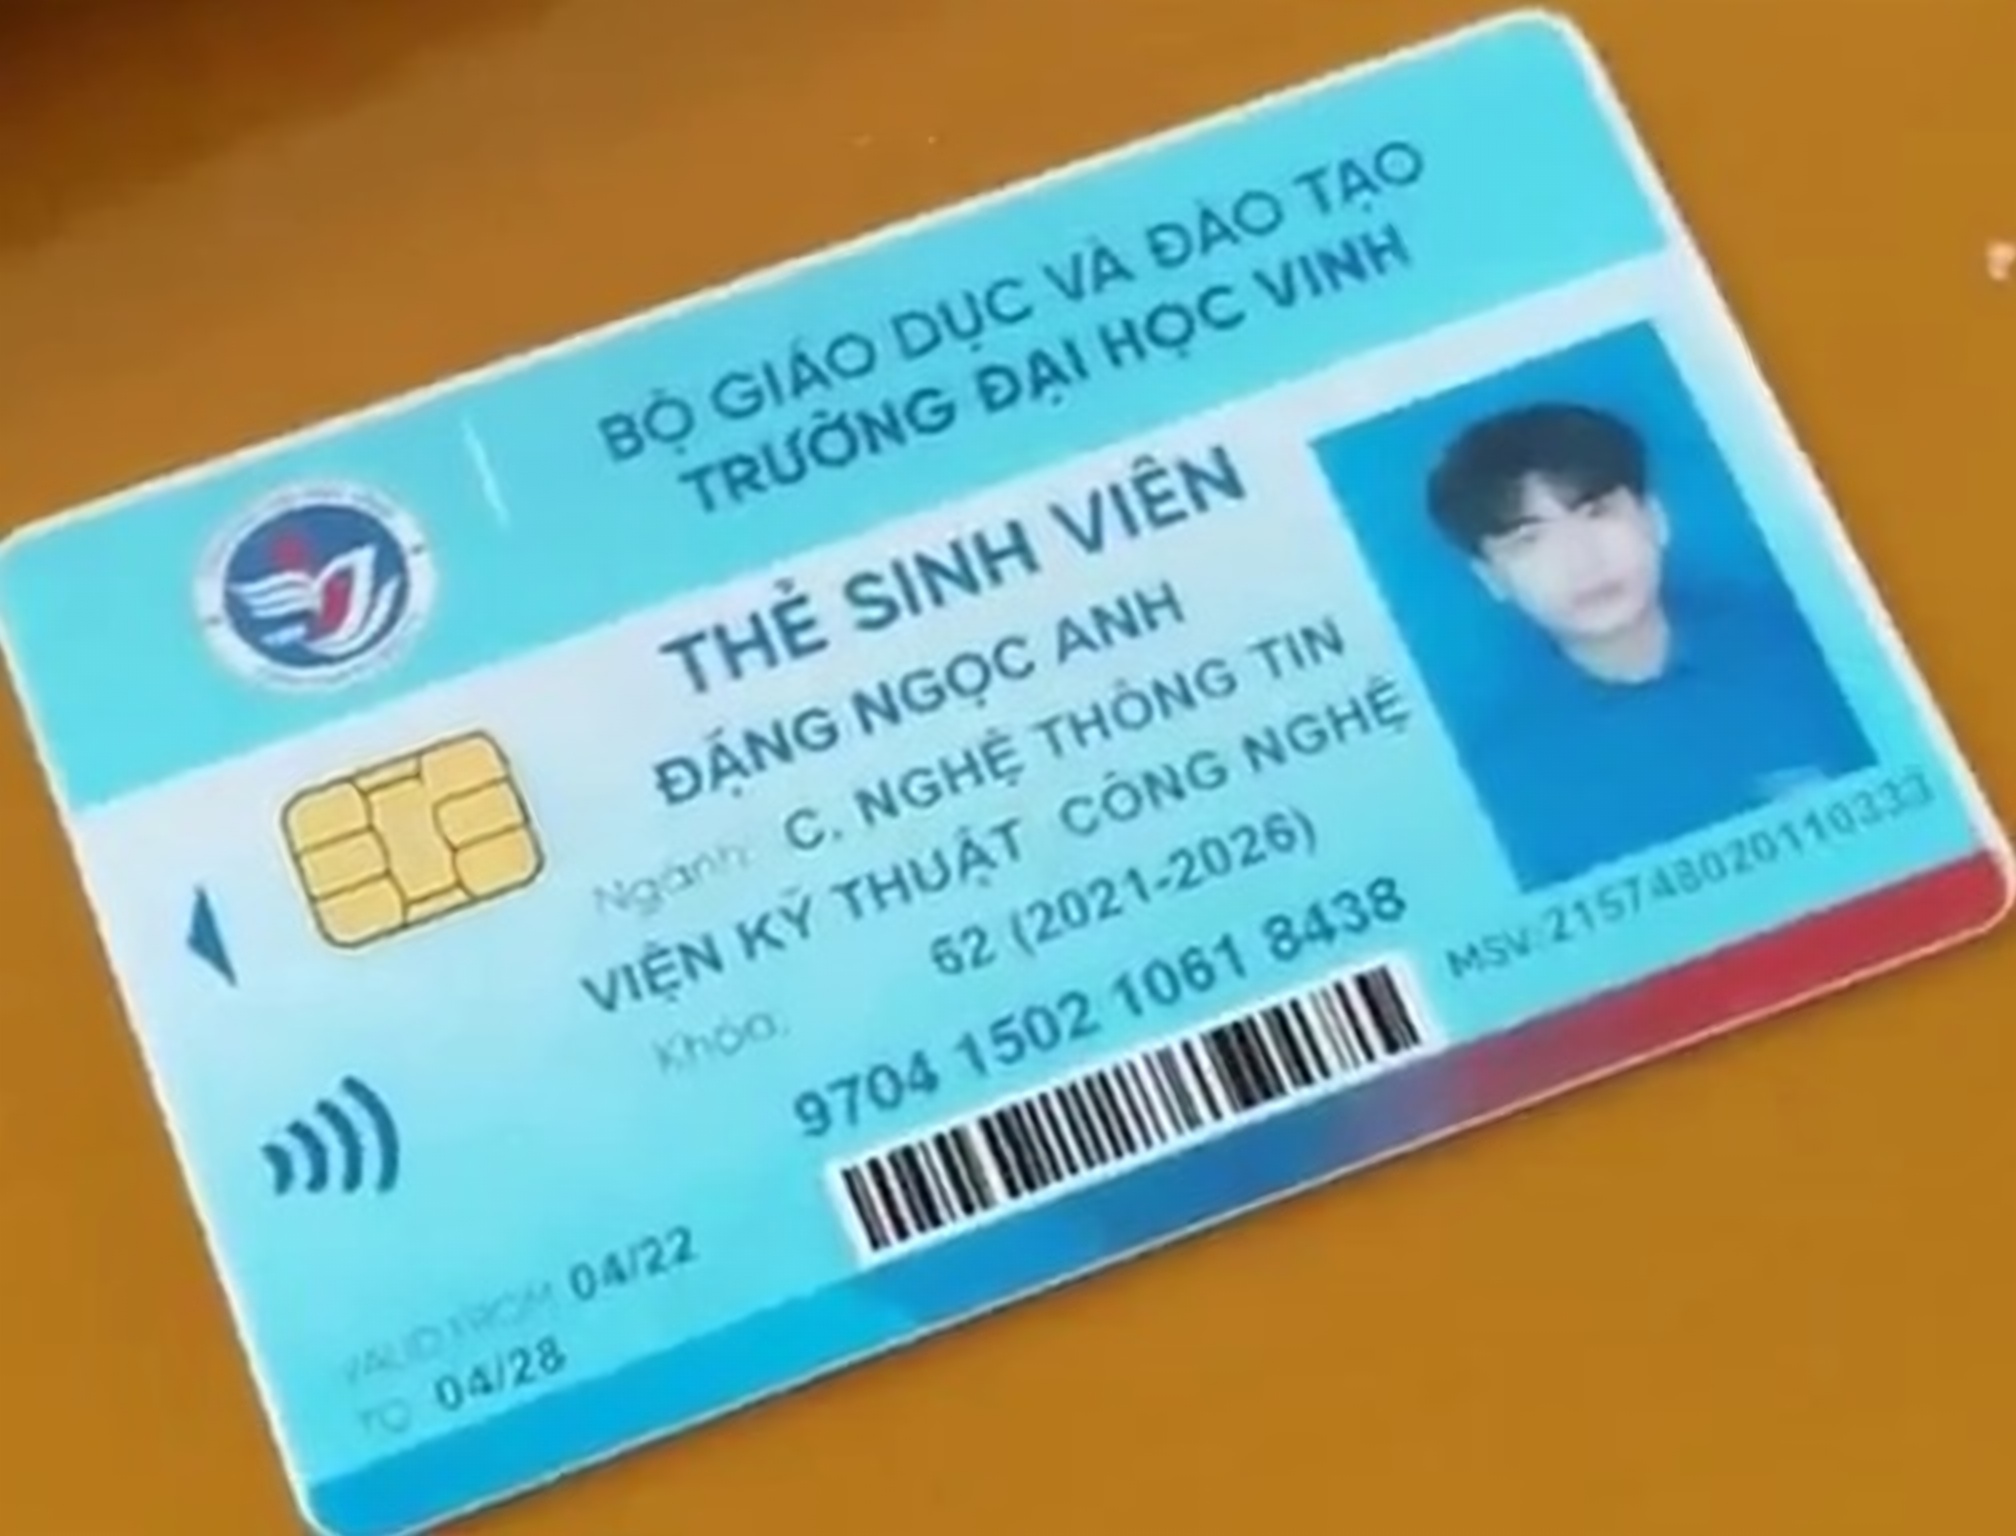 BỘ GIÁO DỤC VÀ ĐÀO TẠO
TRƯỜNG ĐẠI HỌC VINH
THẺ SINH VIÊN
ĐẶNG NGỌC ANH
Ngành: C. NGHỆ THÔNG TIN
VIỆN KỸ THUẬT CÔNG NGHỆ
Khóa: 62 (2021-2026)
9704 1502 1061 8438
MSV:215748020110333
VALID FROM 04/22
TO 04/28